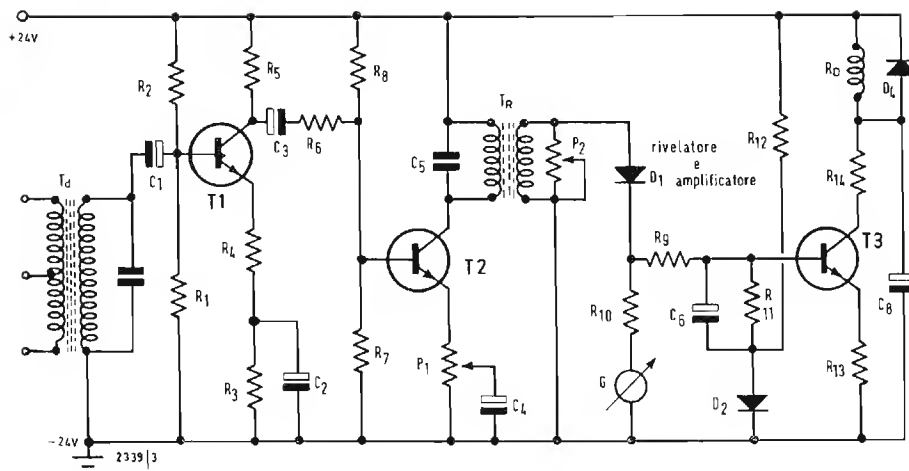 +24V
R2
R5
R8
TR
RD
D4
C1
C3
R6
C5
P2
rivelatore
e
amplificatore
R12
D1
R14
Td
T1
T2
R9
T3
R4
R1
R10
C6
R
11
C8
R3
C2
R7
P1
C4
G
D2
R13
-24V
2339/3